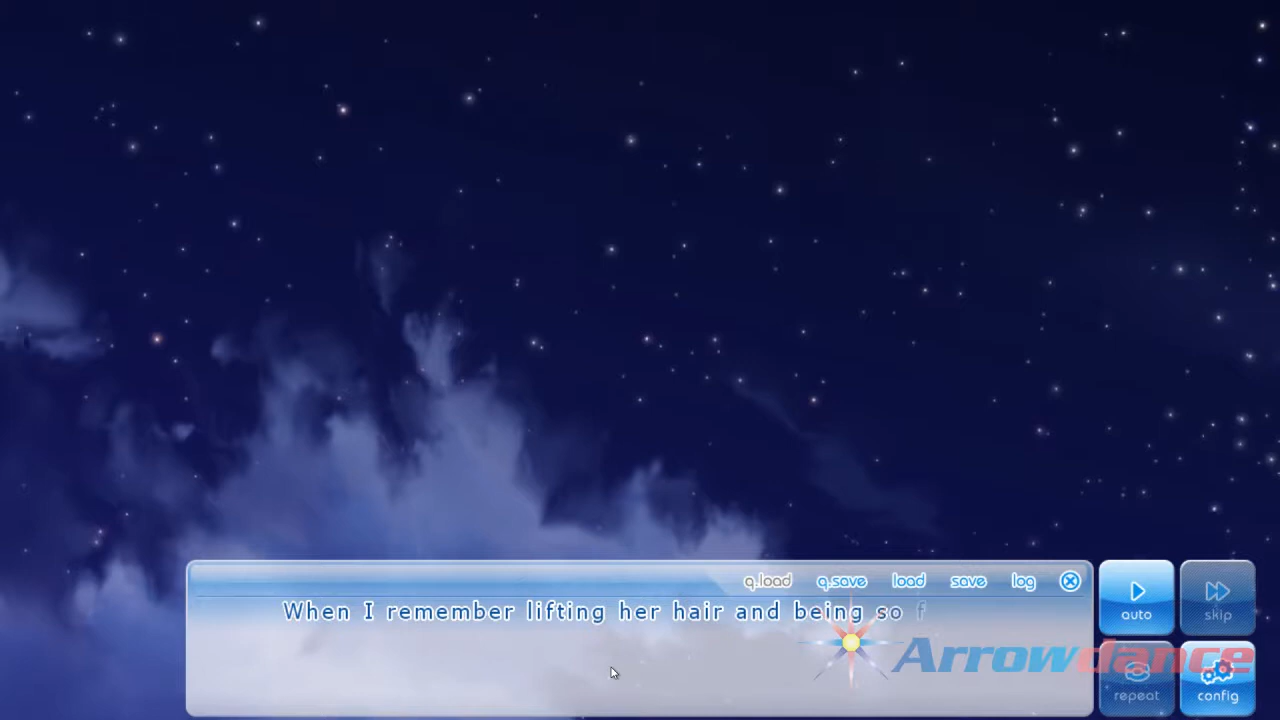 q.load q.save load save log
When I remember lifting her hair and being so f
auto
skip
Arrowdance
repeat
config